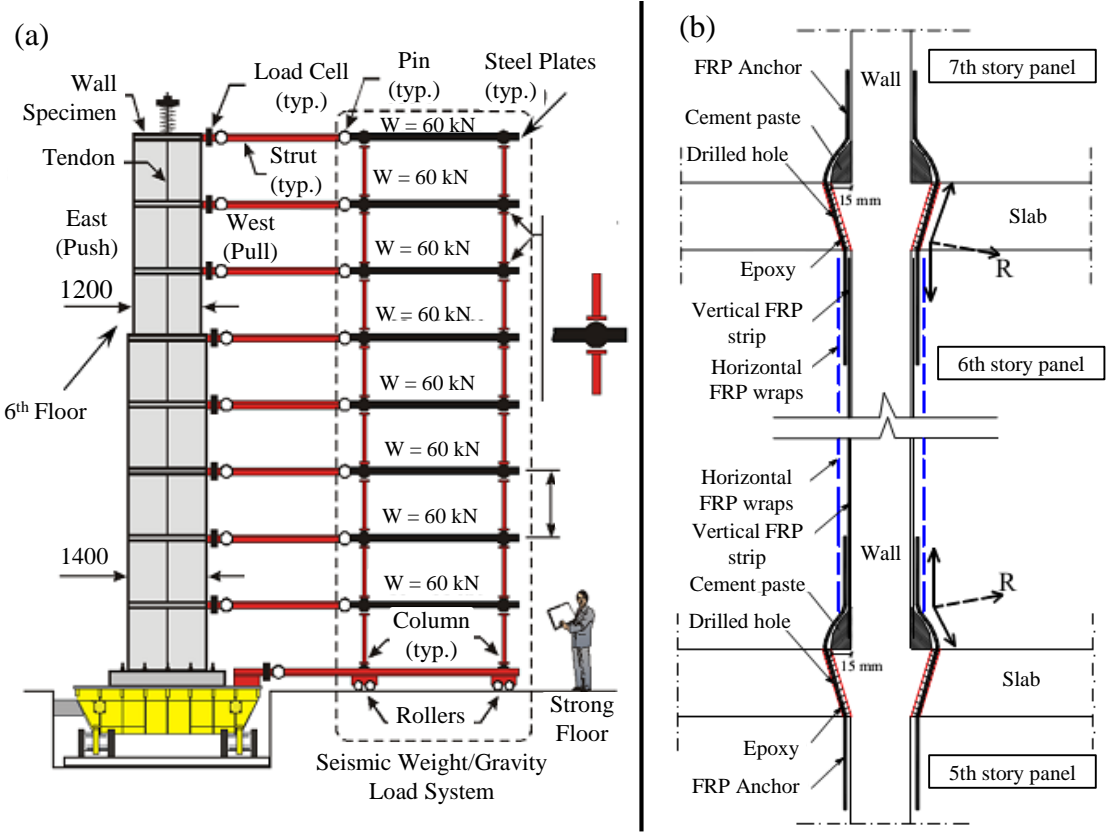 (a)
Wall
Specimen
Load Cell
(typ.)
Pin
(typ.)
Steel Plates
(typ.)
Tendon
Strut
(typ.)
East
(Push)
West
(Pull)
1200
6th Floor
1400
W = 60 kN
W = 60 kN
W = 60 kN
W = 60 kN
W = 60 kN
W = 60 kN
W = 60 kN
W = 60 kN
Column
(typ.)
Rollers
Strong
Floor
Seismic Weight/Gravity
Load System
(b)
FRP Anchor
Wall
7th story panel
Cement paste
Drilled hole
15 mm
Slab
Epoxy
R
Vertical FRP
strip
Horizontal
FRP wraps
6th story panel
Horizontal
FRP wraps
Vertical FRP
strip
Wall
Cement paste
R
Drilled hole
15 mm
Slab
Epoxy
5th story panel
FRP Anchor